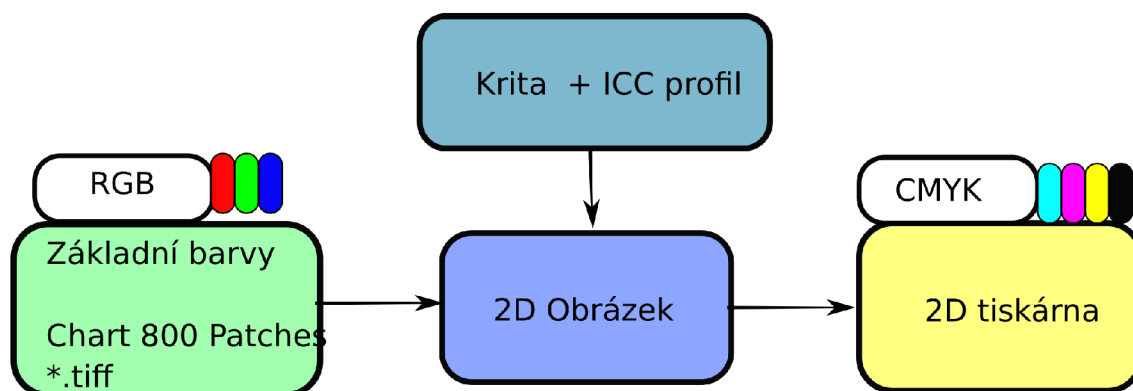 Krita + ICC profil
RGB
CMYK
Základní barvy
Chart 800 Patches
*.tiff
2D Obrázek
2D tiskárna